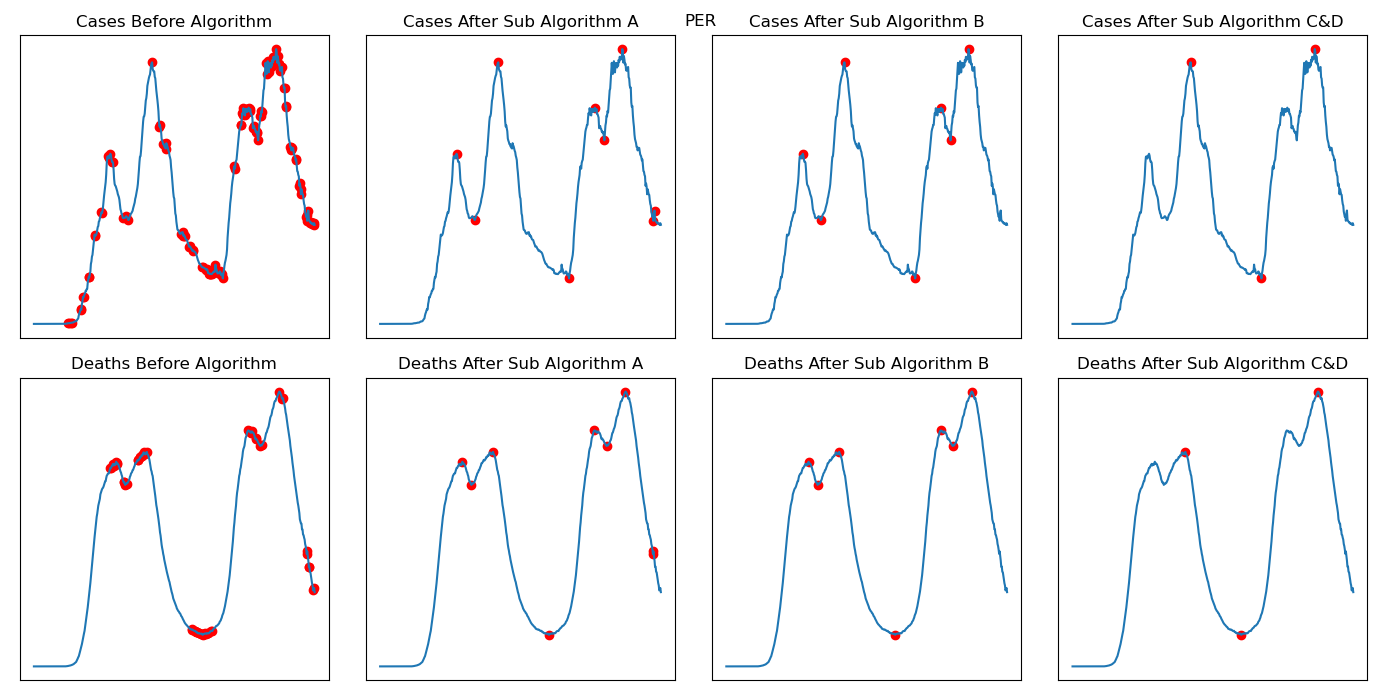 PER
Cases Before Algorithm
Cases After Sub Algorithm A
Cases After Sub Algorithm B
Cases After Sub Algorithm C&D
Deaths Before Algorithm
Deaths After Sub Algorithm A
Deaths After Sub Algorithm B
Deaths After Sub Algorithm C&D